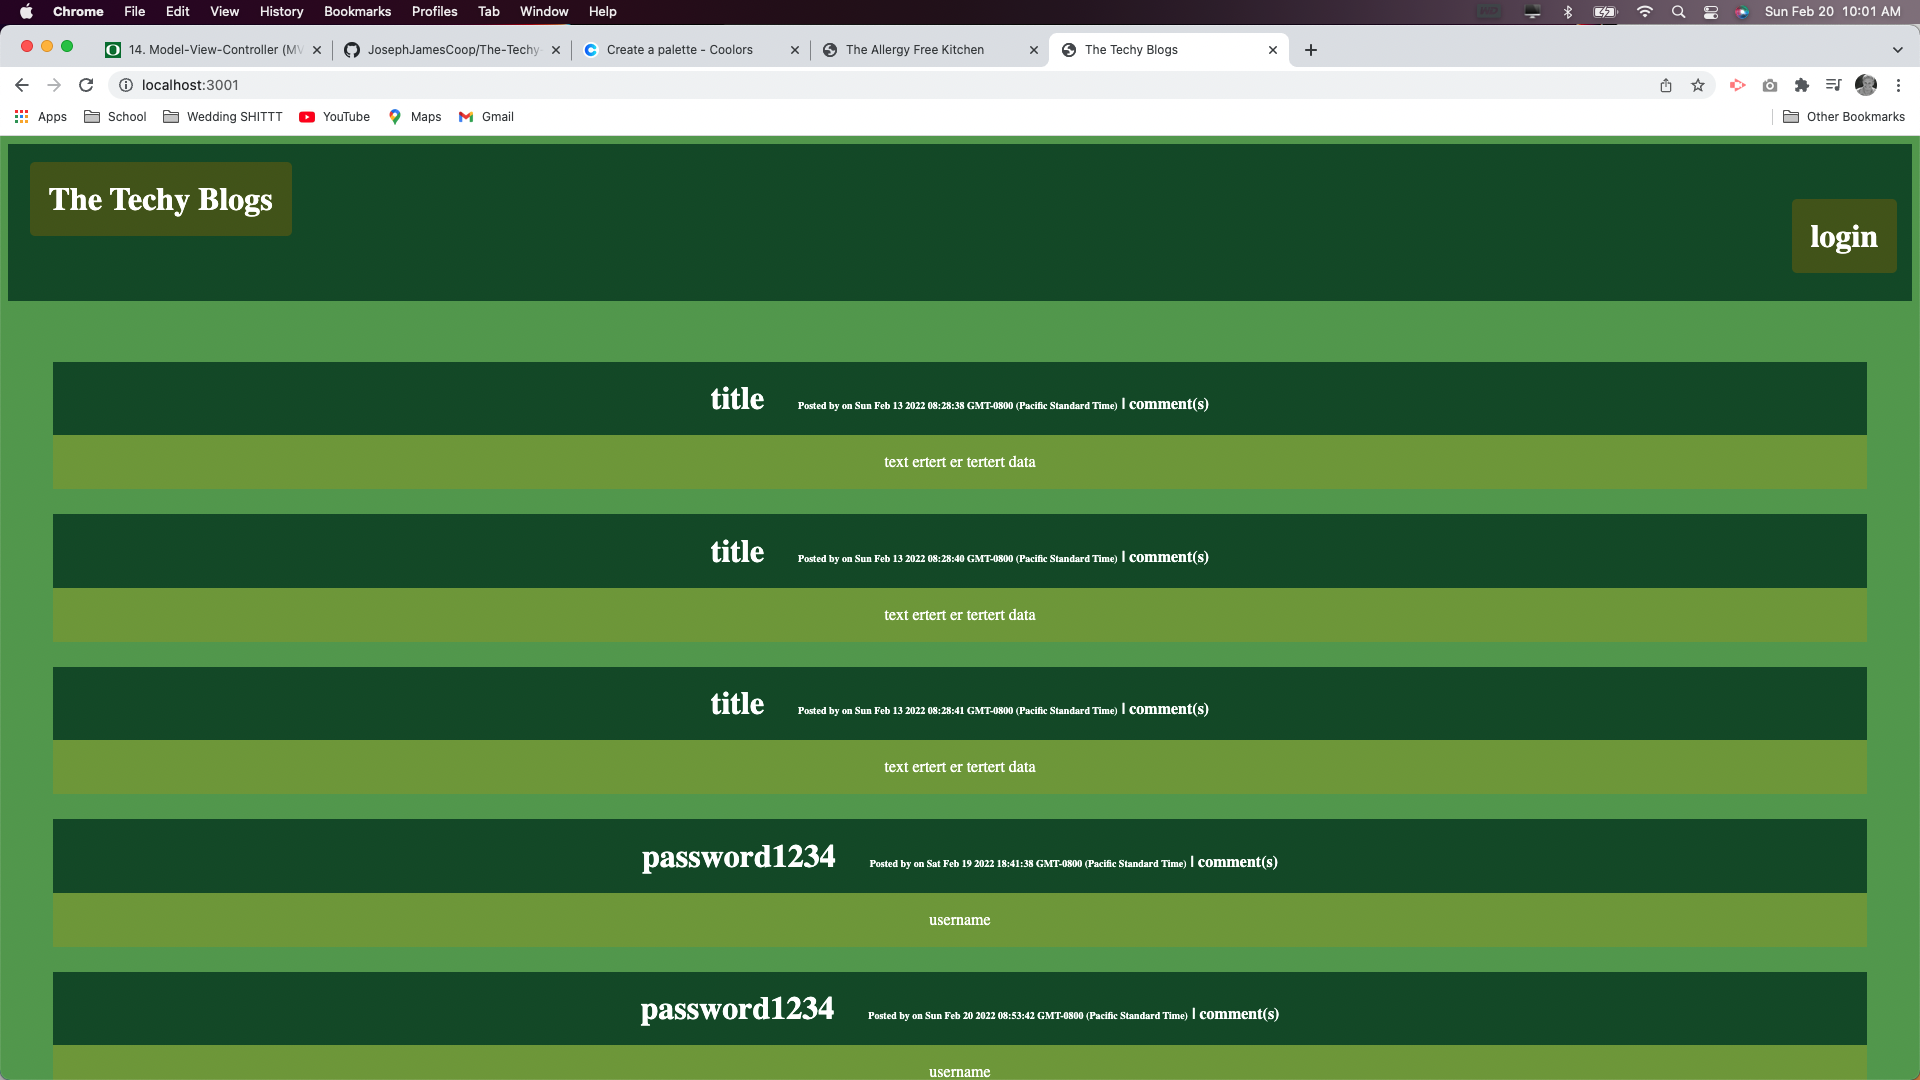 Chrome File Edit View History Bookmarks Profiles Tab Window Help Sun Feb 20 10:01 AM
14. Model-View-Controller (MV JosephJamesCoop/The-Techy- Create a palette - Coolors The Allergy Free Kitchen The Techy Blogs
localhost:3001
Apps School Wedding SHITTT YouTube Maps Gmail Other Bookmarks
The Techy Blogs
login
title Posted by on Sun Feb 13 2022 08:28:38 GMT-0800 (Pacific Standard Time) | comment(s)
text ertert er tertert data
title Posted by on Sun Feb 13 2022 08:28:40 GMT-0800 (Pacific Standard Time) | comment(s)
text ertert er tertert data
title Posted by on Sun Feb 13 2022 08:28:41 GMT-0800 (Pacific Standard Time) | comment(s)
text ertert er tertert data
password1234 Posted by on Sat Feb 19 2022 18:41:38 GMT-0800 (Pacific Standard Time) | comment(s)
username
password1234 Posted by on Sun Feb 20 2022 08:53:42 GMT-0800 (Pacific Standard Time) | comment(s)
username